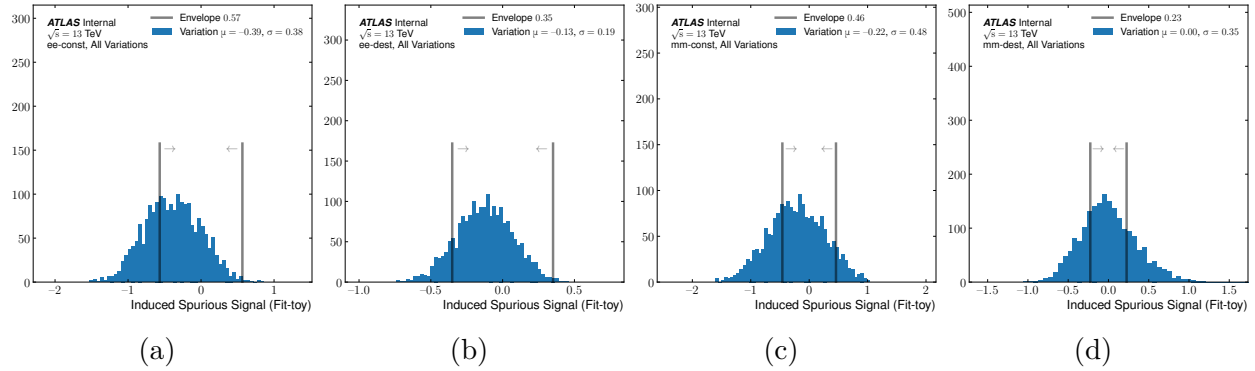 ATLAS Internal
√s = 13 TeV
ee-const, All Variations
Envelope 0.57
Variation μ = −0.39, σ = 0.38
300
250
200
150
100
50
0
−2
−1
0
1
Induced Spurious Signal (Fit-toy)
(a)
ATLAS Internal
√s = 13 TeV
ee-dest, All Variations
Envelope 0.35
Variation μ = −0.13, σ = 0.19
300
250
200
150
100
50
0
−1.0
−0.5
0.0
0.5
Induced Spurious Signal (Fit-toy)
(b)
ATLAS Internal
√s = 13 TeV
mm-const, All Variations
Envelope 0.46
Variation μ = −0.22, σ = 0.48
300
250
200
150
100
50
0
−2
−1
0
1
2
Induced Spurious Signal (Fit-toy)
(c)
ATLAS Internal
√s = 13 TeV
mm-dest, All Variations
Envelope 0.23
Variation μ = 0.00, σ = 0.35
500
400
300
200
100
0
−1.5
−1.0
−0.5
0.0
0.5
1.0
1.5
Induced Spurious Signal (Fit-toy)
(d)